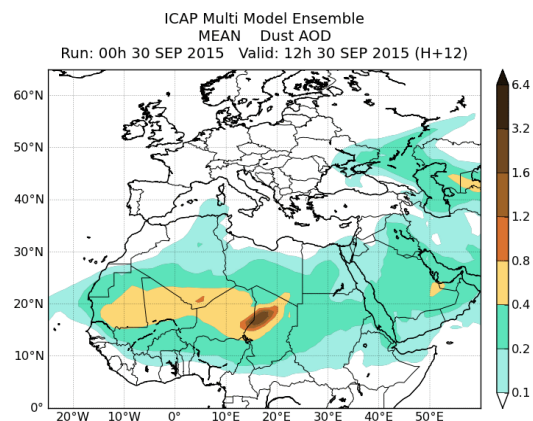 ICAP Multi Model Ensemble
MEAN    Dust AOD
Run: 00h 30 SEP 2015   Valid: 12h 30 SEP 2015 (H+12)
6.4
60°N
3.2
50°N
1.6
40°N
1.2
30°N
0.8
20°N
0.4
10°N
0.2
0°
0.1
20°W 10°W 0° 10°E 20°E 30°E 40°E 50°E